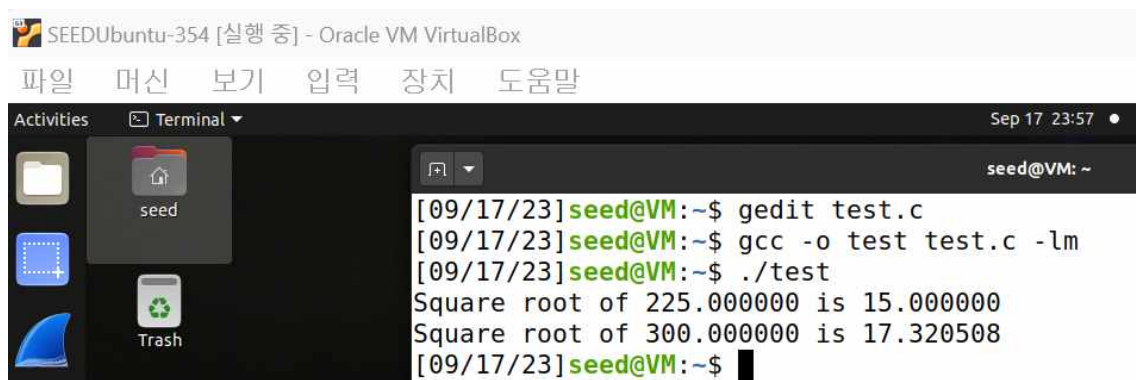 SEEDUbuntu-354 [실행 중] - Oracle VM VirtualBox
파일 머신 보기 입력 장치 도움말
Activities Terminal Sep 17 23:57
seed@VM: ~
seed
Trash
[09/17/23]seed@VM:~$ gedit test.c
[09/17/23]seed@VM:~$ gcc -o test test.c -lm
[09/17/23]seed@VM:~$ ./test
Square root of 225.000000 is 15.000000
Square root of 300.000000 is 17.320508
[09/17/23]seed@VM:~$